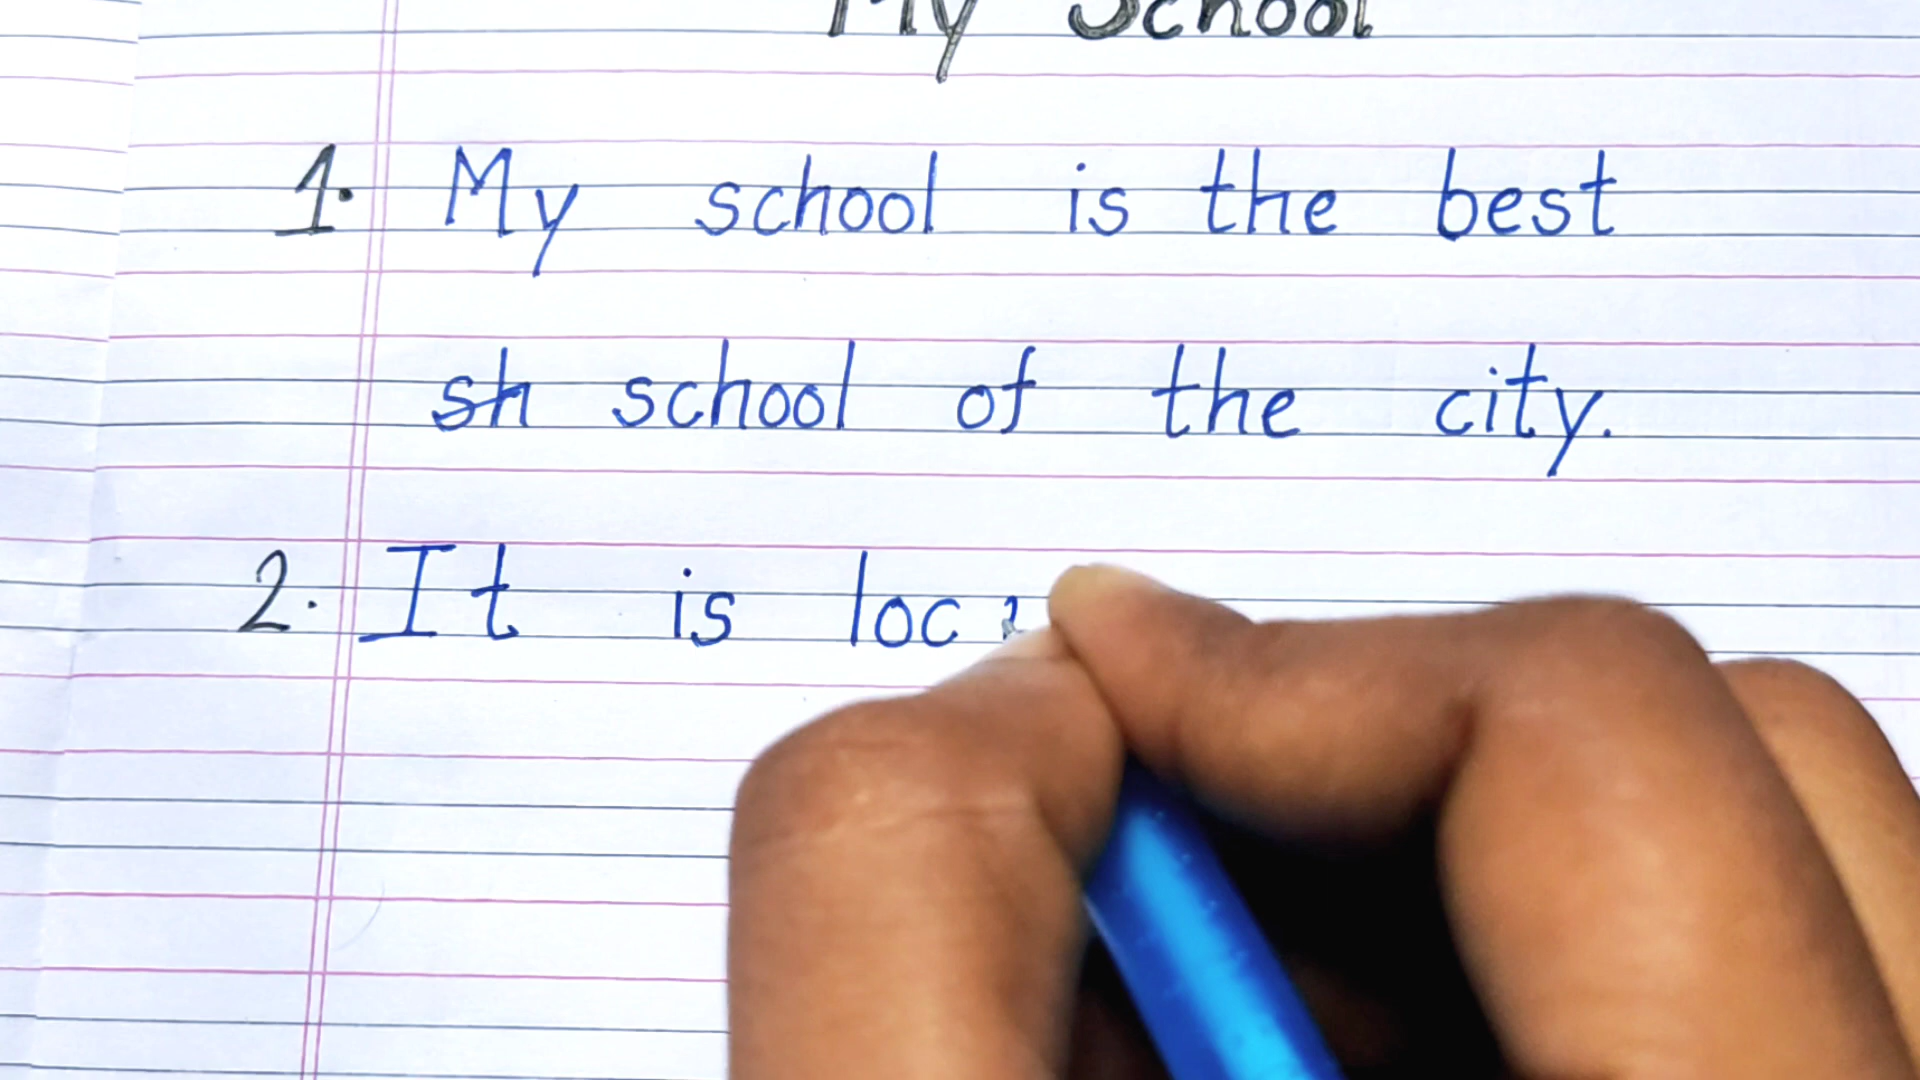 My School
1. My school is the best
sh school of the city.
2. It is loc